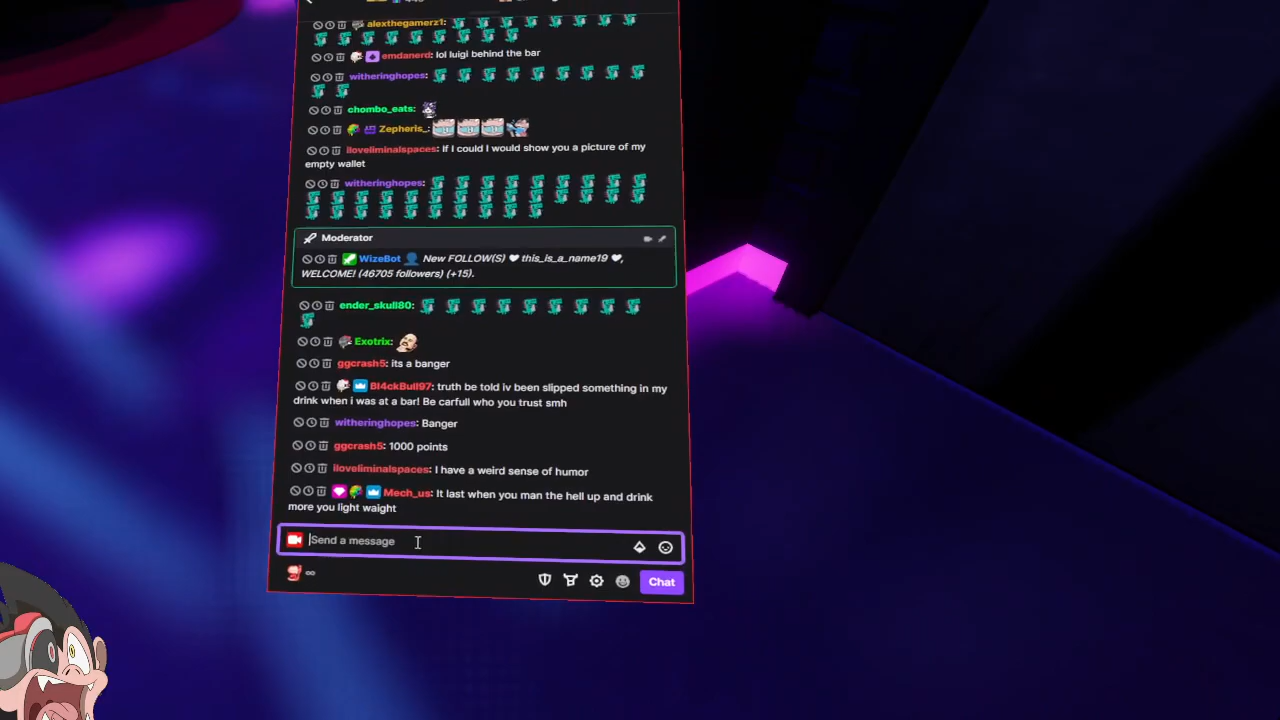 alexthegamerz1:
emdanerd: lol luigi behind the bar
witheringhopes:
chombo_eats:
Zepheris_:
iloveliminalspaces: If I could I would show you a picture of my
empty wallet
witheringhopes:
Moderator
WizeBot New FOLLOW(S) ♥ this_is_a_name19 ♥,
WELCOME! (46705 followers) (+15).
ender_skull80:
Exotrix:
ggcrash5: its a banger
Bl4ckBull97: truth be told iv been slipped something in my
drink when i was at a bar! Be carfull who you trust smh
witheringhopes: Banger
ggcrash5: 1000 points
iloveliminalspaces: I have a weird sense of humor
Mech_us: It last when you man the hell up and drink
more you light waight
Send a message
∞
Chat